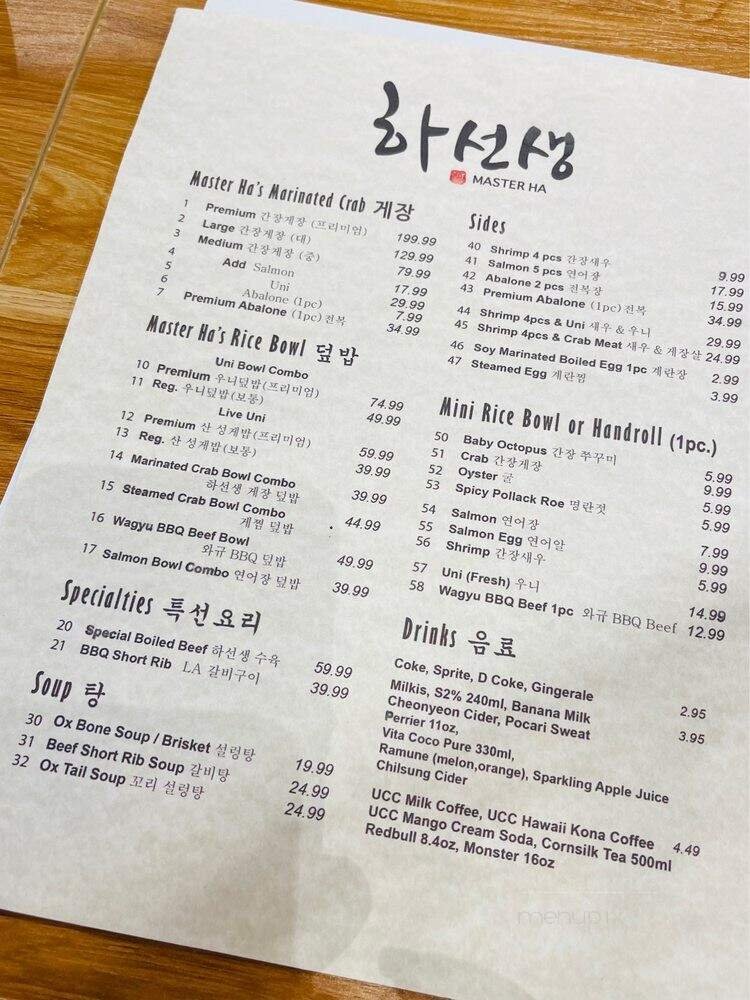 하선생
MASTER HA
Master Ha's Marinated Crab 게장
1 Premium 간장게장 (프리미엄) 199.99
2 Large 간장게장 (대) 129.99
3 Medium 간장게장 (중) 79.99
4 Add Salmon 17.99
5 Uni 29.99
6 Abalone (1pc) 7.99
7 Premium Abalone (1pc) 전복 34.99
Master Ha's Rice Bowl 덮밥
Uni Bowl Combo
10 Premium 우니덮밥(프리미엄) 74.99
11 Reg. 우니덮밥(보통) 49.99
Live Uni
12 Premium 산 성게밥(프리미엄) 59.99
13 Reg. 산 성게밥(보통) 39.99
14 Marinated Crab Bowl Combo
하선생 게장 덮밥 39.99
15 Steamed Crab Bowl Combo
게찜 덮밥 44.99
16 Wagyu BBQ Beef Bowl
와규 BBQ 덮밥 49.99
17 Salmon Bowl Combo 연어장 덮밥 39.99
Specialties 특선요리
20 Special Boiled Beef 하선생 수육 59.99
21 BBQ Short Rib LA 갈비구이 39.99
Soup 탕
30 Ox Bone Soup / Brisket 설렁탕 19.99
31 Beef Short Rib Soup 갈비탕 24.99
32 Ox Tail Soup 꼬리 설렁탕 24.99
Sides
40 Shrimp 4 pcs 간장새우 9.99
41 Salmon 5 pcs 연어장 17.99
42 Abalone 2 pcs 전복장 15.99
43 Premium Abalone (1pc) 전복 34.99
44 Shrimp 4pcs & Uni 새우 & 우니 29.99
45 Shrimp 4pcs & Crab Meat 새우 & 게장살 24.99
46 Soy Marinated Boiled Egg 1pc 계란장 2.99
47 Steamed Egg 계란찜 3.99
Mini Rice Bowl or Handroll (1pc.)
50 Baby Octopus 간장 쭈꾸미 5.99
51 Crab 간장게장 9.99
52 Oyster 굴 5.99
53 Spicy Pollack Roe 명란젓 5.99
54 Salmon 연어장 7.99
55 Salmon Egg 연어알 9.99
56 Shrimp 간장새우 5.99
57 Uni (Fresh) 우니 14.99
58 Wagyu BBQ Beef 1pc 와규 BBQ Beef 12.99
Drinks 음료
Coke, Sprite, D Coke, Gingerale 2.95
Milkis, S2% 240ml, Banana Milk 3.95
Cheonyeon Cider, Pocari Sweat
Perrier 11oz,
Vita Coco Pure 330ml,
Ramune (melon,orange), Sparkling Apple Juice
Chilsung Cider
UCC Milk Coffee, UCC Hawaii Kona Coffee 4.49
UCC Mango Cream Soda, Cornsilk Tea 500ml
Redbull 8.4oz, Monster 16oz
menupix